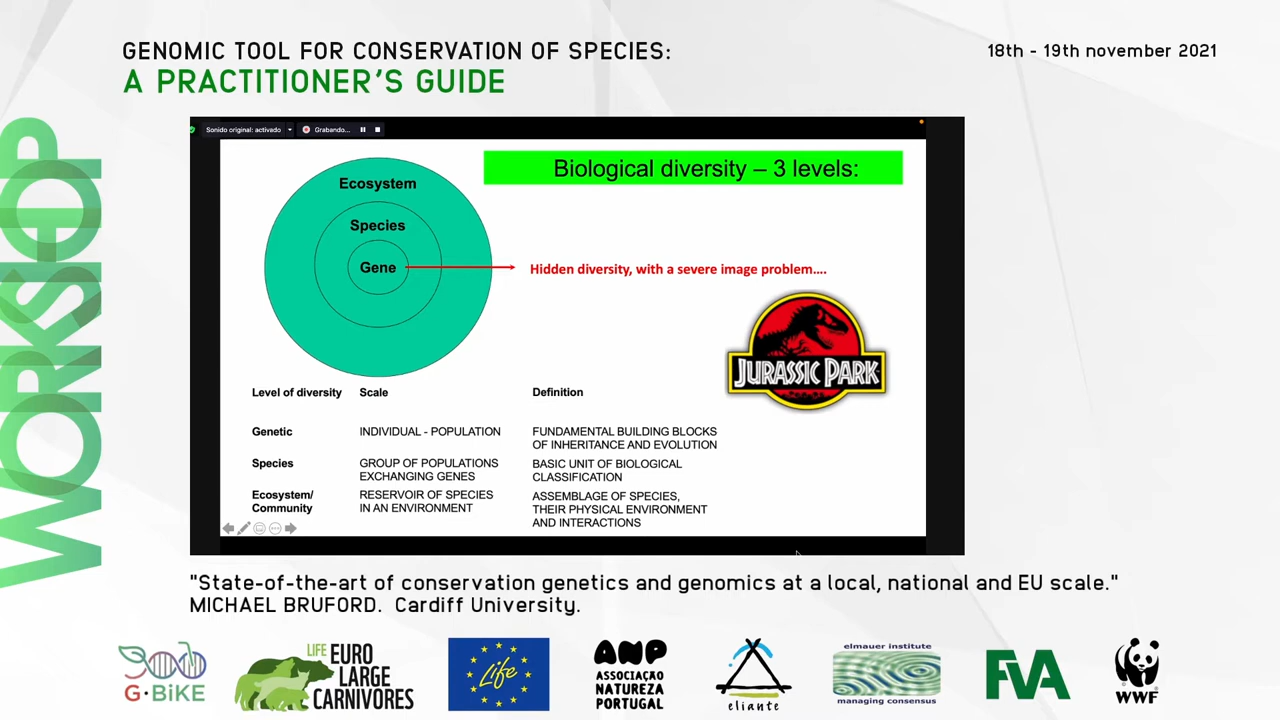 GENOMIC TOOL FOR CONSERVATION OF SPECIES:
A PRACTITIONER'S GUIDE
18th - 19th november 2021
WORKSHOP
Sonido original: activado
Grabando...
Biological diversity – 3 levels:
Ecosystem
Species
Gene
Hidden diversity, with a severe image problem....
JURASSIC PARK
Level of diversity Scale Definition
Genetic INDIVIDUAL - POPULATION FUNDAMENTAL BUILDING BLOCKS
OF INHERITANCE AND EVOLUTION
Species GROUP OF POPULATIONS BASIC UNIT OF BIOLOGICAL
EXCHANGING GENES CLASSIFICATION
Ecosystem/ RESERVOIR OF SPECIES ASSEMBLAGE OF SPECIES,
Community IN AN ENVIRONMENT THEIR PHYSICAL ENVIRONMENT
AND INTERACTIONS
"State-of-the-art of conservation genetics and genomics at a local, national and EU scale."
MICHAEL BRUFORD. Cardiff University.
G·BiKE
LIFE EURO
LARGE
CARNIVORES
Life
ANP
ASSOCIAÇÃO
NATUREZA
PORTUGAL
eliante
elmauer institute
managing consensus
FVA
WWF